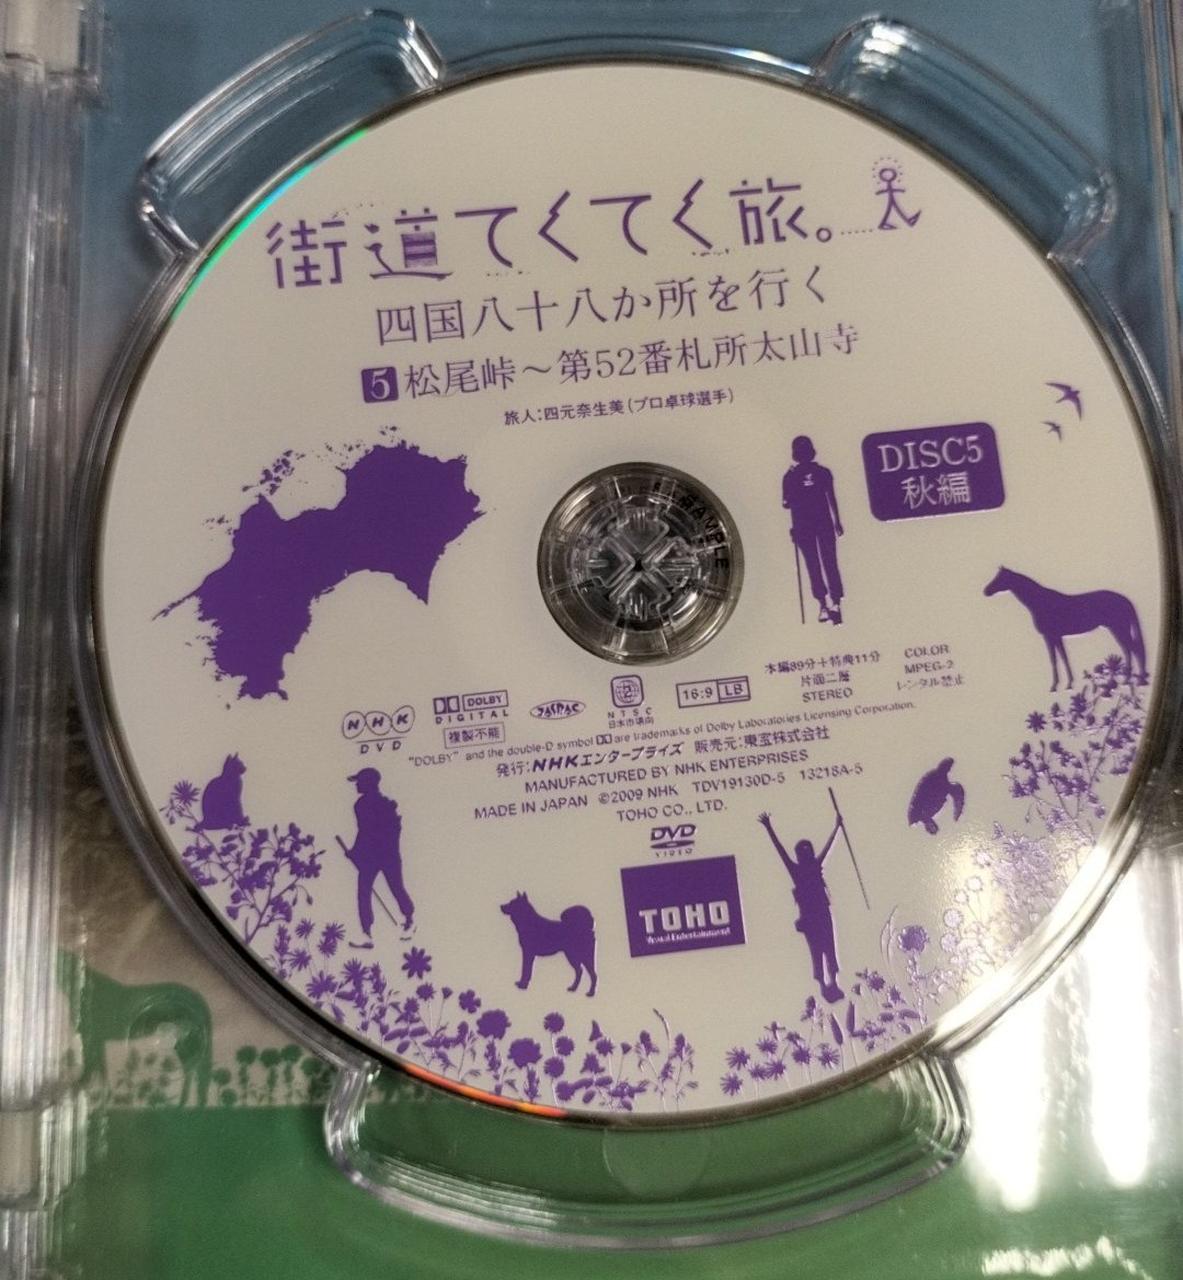 街道てくてく旅。
四国八十八か所を行く
5 松尾峠～第52番札所太山寺
旅人:四元奈生美(プロ卓球選手)
DISC5
秋編
SAMPLE
本編89分+特典11分
片面二層
STEREO
COLOR
MPEG-2
レンタル禁止
NHK
DVD
DOLBY
DIGITAL
複製不能
JASRAC
2
NTSC
日本市場向
16:9 LB
"DOLBY" and the double-D symbol are trademarks of Dolby Laboratories Licensing Corporation.
発行:NHKエンタープライズ 販売元:東宝株式会社
MANUFACTURED BY NHK ENTERPRISES
MADE IN JAPAN ©2009 NHK TDV19130D-5 13218A-5
TOHO CO., LTD.
DVD
VIDEO
TOHO
Visual Entertainment